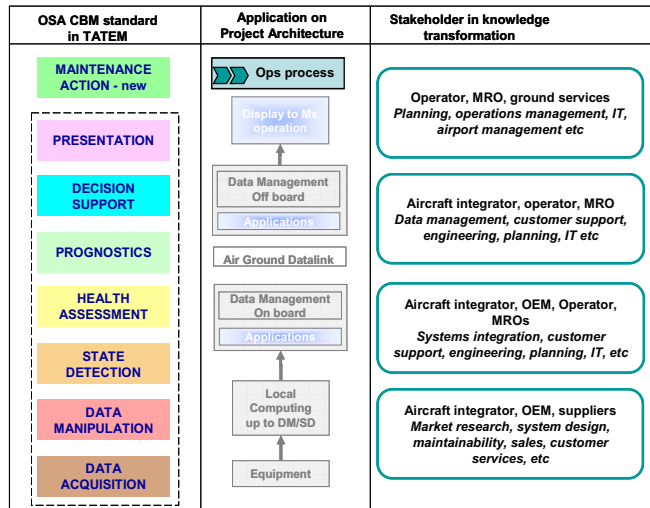 OSA CBM standard
in TATEM
Application on
Project Architecture
Stakeholder in knowledge
transformation
MAINTENANCE
ACTION - new
PRESENTATION
DECISION
SUPPORT
PROGNOSTICS
HEALTH
ASSESSMENT
STATE
DETECTION
DATA
MANIPULATION
DATA
ACQUISITION
Ops process
Display to Mx
operation
Data Management
Off board
Applications
Air Ground Datalink
Data Management
On board
Applications
Local
Computing
up to DM/SD
Equipment
Operator, MRO, ground services
Planning, operations management, IT,
airport management etc
Aircraft integrator, operator, MRO
Data management, customer support,
engineering, planning, IT etc
Aircraft integrator, OEM, Operator,
MROs
Systems integration, customer
support, engineering, planning, IT, etc
Aircraft integrator, OEM, suppliers
Market research, system design,
maintainability, sales, customer
services, etc